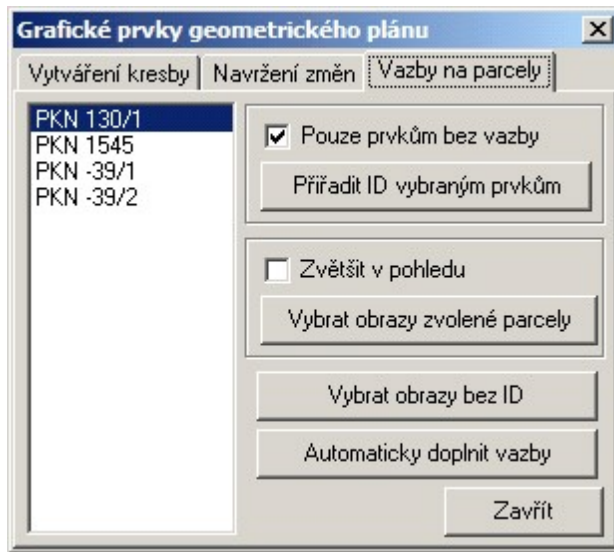 Grafické prvky geometrického plánu
Vytváření kresby
Navržení změn
Vazby na parcely
PKN 130/1
PKN 1545
PKN -39/1
PKN -39/2
Pouze prvkům bez vazby
Přiřadit ID vybraným prvkům
Zvětšit v pohledu
Vybrat obrazy zvolené parcely
Vybrat obrazy bez ID
Automaticky doplnit vazby
Zavřít